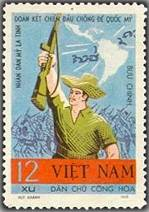 ĐOÀN KẾT CHIẾN ĐẤU CHỐNG ĐẾ QUỐC MỸ
NHÂN DÂN MỸ LA TINH
BƯU CHÍNH
VIỆT NAM
12
XU
DÂN CHỦ CỘNG HÒA